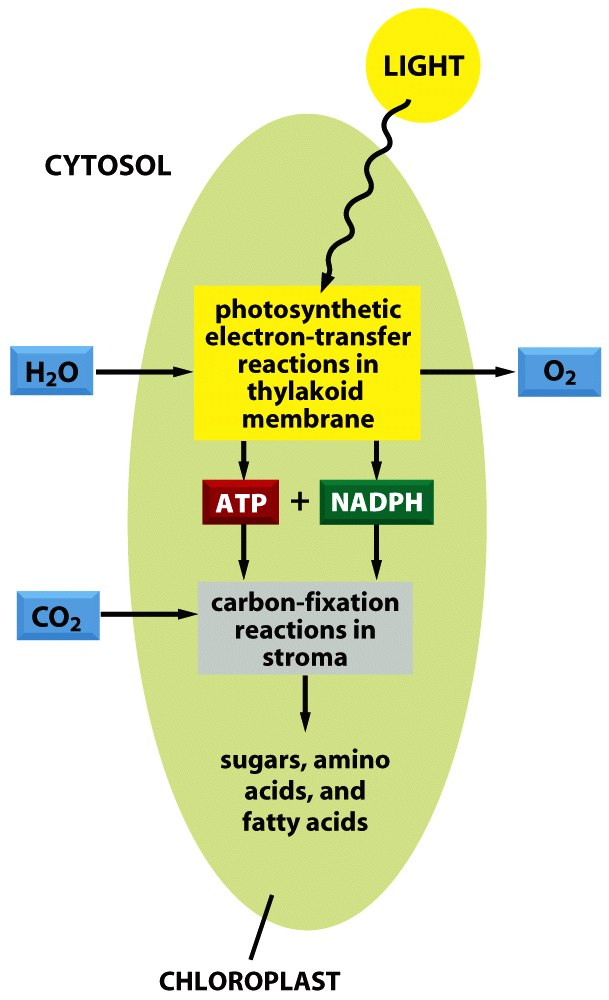 LIGHT
CYTOSOL
photosynthetic
electron-transfer
reactions in
thylakoid
membrane
H₂O
O₂
ATP + NADPH
carbon-fixation
reactions in
stroma
CO₂
sugars, amino
acids, and
fatty acids
CHLOROPLAST